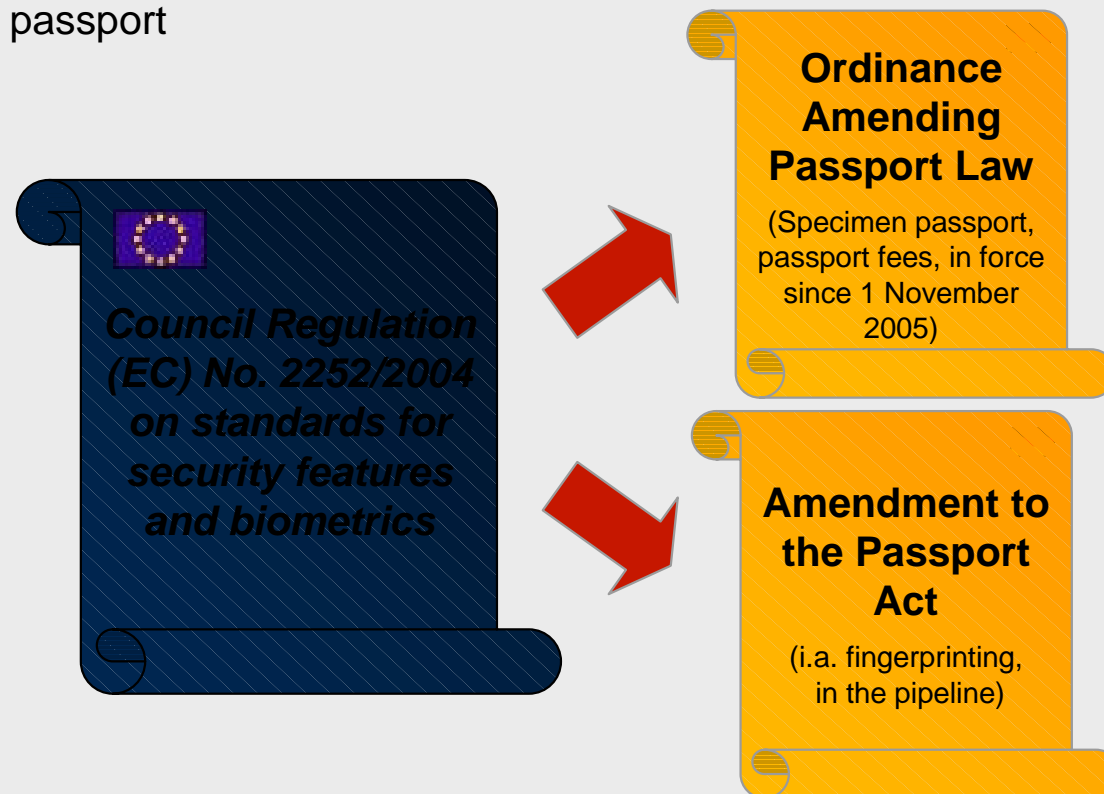 passport
Council Regulation
(EC) No. 2252/2004
on standards for
security features
and biometrics
Ordinance
Amending
Passport Law
(Specimen passport,
passport fees, in force
since 1 November
2005)
Amendment to
the Passport
Act
(i.a. fingerprinting,
in the pipeline)